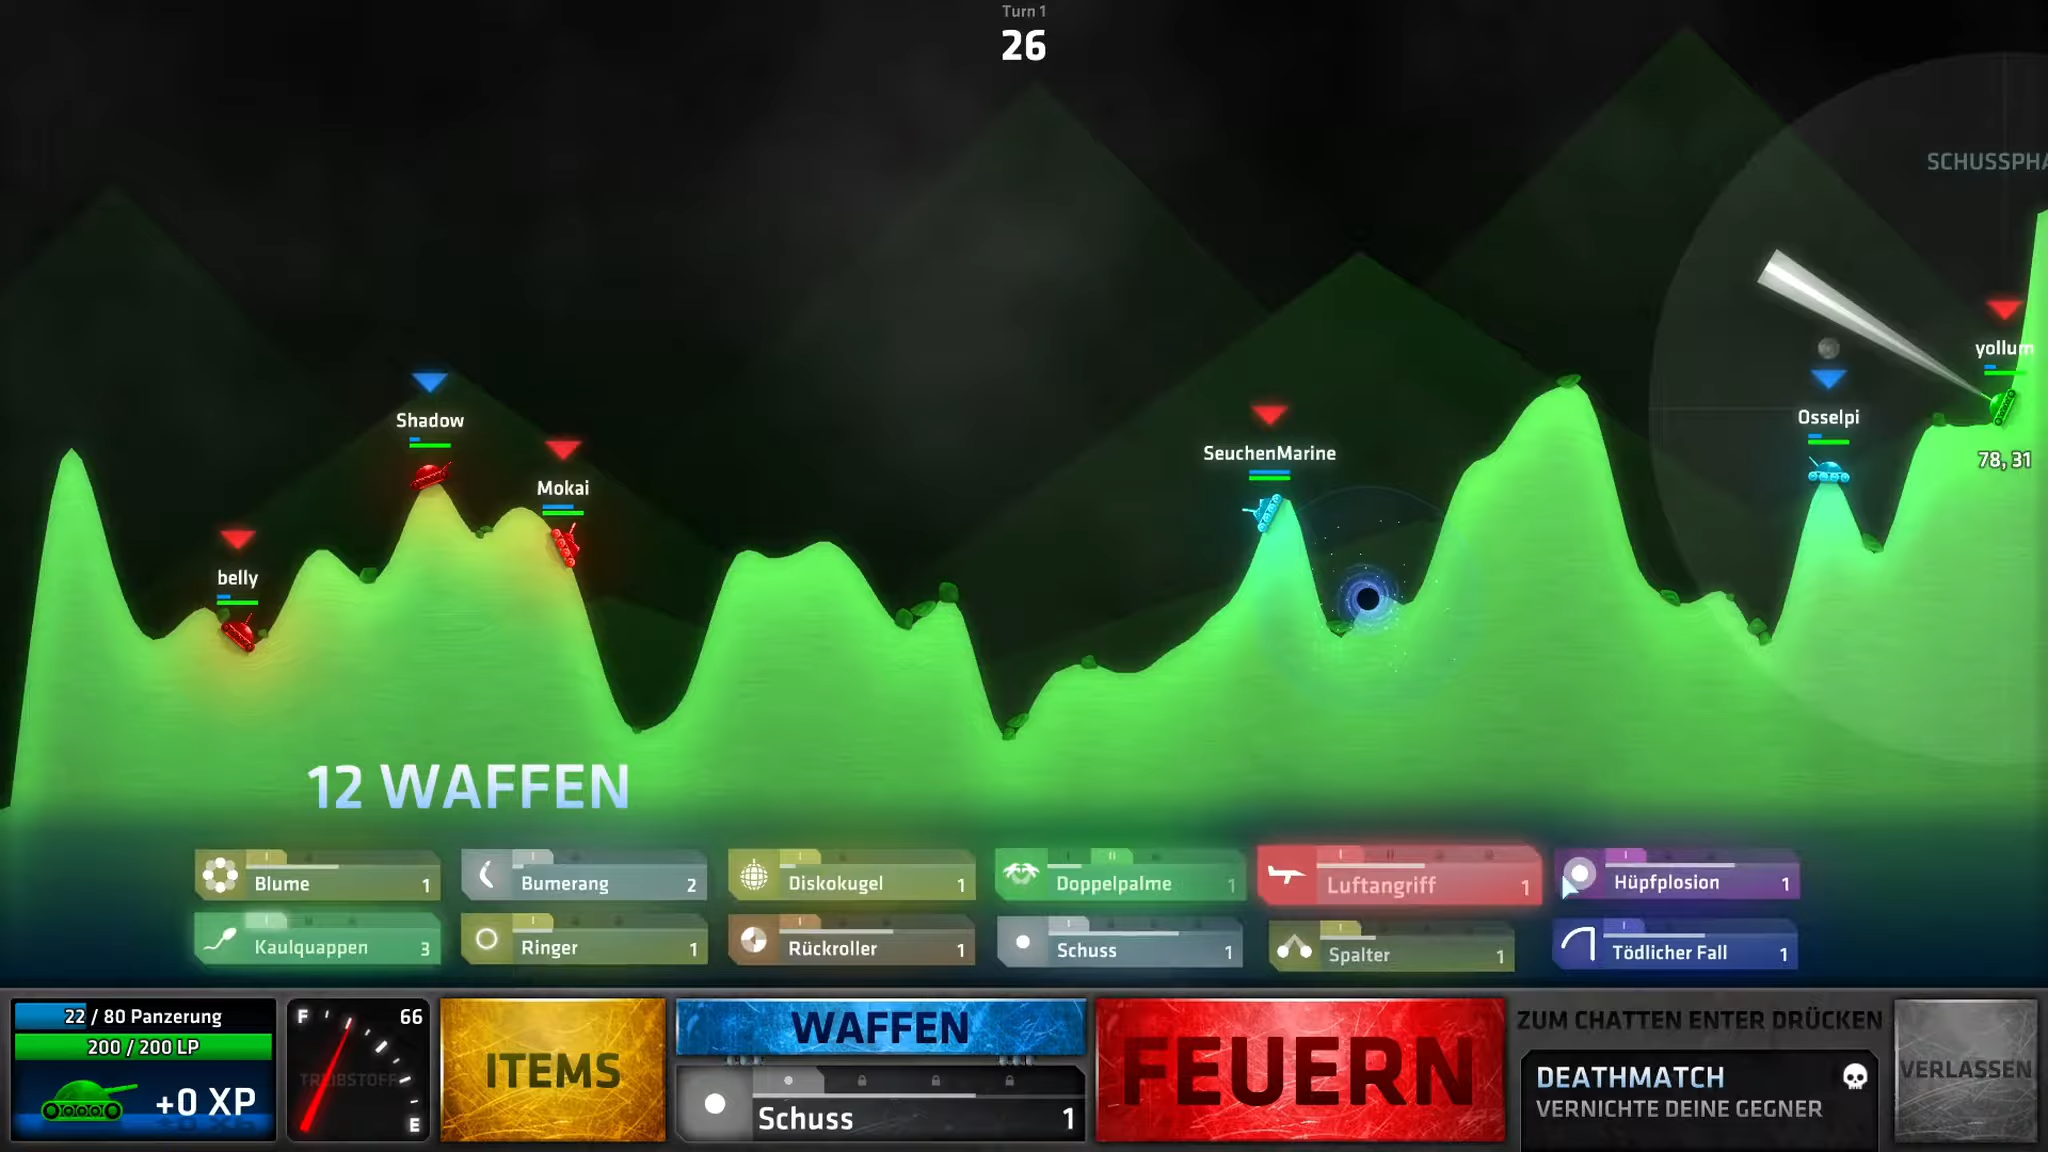 Turn 1
26
SCHUSSPHA
yollum
Shadow
Osselpi
SeuchenMarine
78, 31
Mokai
belly
12 WAFFEN
Blume 1
Bumerang 2
Diskokugel 1
Doppelpalme 1
Luftangriff 1
Hüpfplosion 1
Kaulquappen 3
Ringer 1
Rückroller 1
Schuss 1
Spalter 1
Tödlicher Fall 1
22 / 80 Panzerung
200 / 200 LP
+0 XP
F
66
TREIBSTOFF
E
ITEMS
WAFFEN
Schuss 1
FEUERN
ZUM CHATTEN ENTER DRÜCKEN
DEATHMATCH
VERNICHTE DEINE GEGNER
VERLASSEN